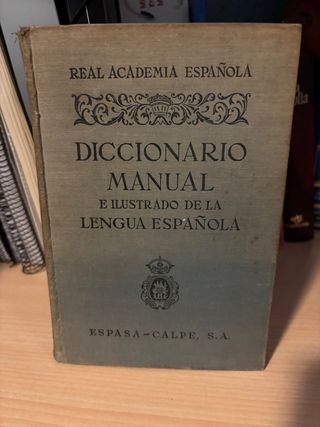 REAL ACADEMIA ESPAÑOLA
DICCIONARIO
MANUAL
E ILUSTRADO DE LA
LENGUA ESPAÑOLA
ESPASA-CALPE, S.A.